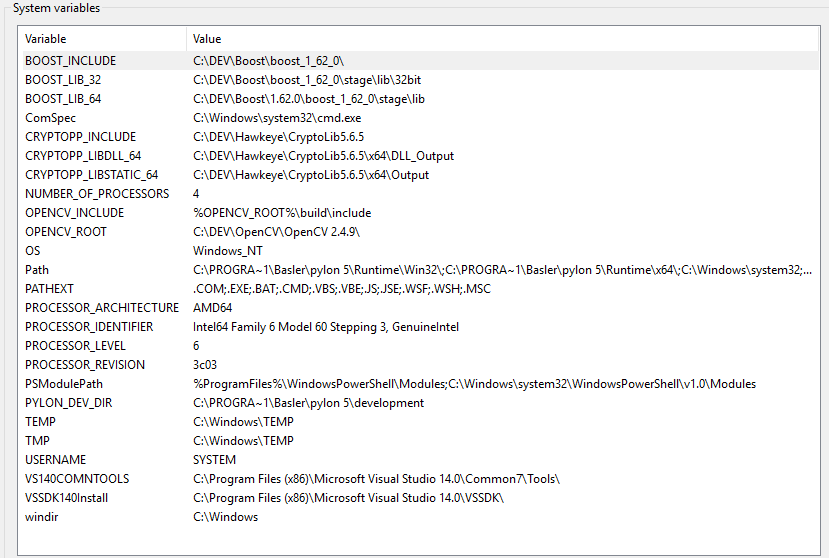 System variables
Variable Value
BOOST_INCLUDE C:\DEV\Boost\boost_1_62_0\
BOOST_LIB_32 C:\DEV\Boost\boost_1_62_0\stage\lib\32bit
BOOST_LIB_64 C:\DEV\Boost\1.62.0\boost_1_62_0\stage\lib
ComSpec C:\Windows\system32\cmd.exe
CRYPTOPP_INCLUDE C:\DEV\Hawkeye\CryptoLib5.6.5
CRYPTOPP_LIBDLL_64 C:\DEV\Hawkeye\CryptoLib5.6.5\x64\DLL_Output
CRYPTOPP_LIBSTATIC_64 C:\DEV\Hawkeye\CryptoLib5.6.5\x64\Output
NUMBER_OF_PROCESSORS 4
OPENCV_INCLUDE %OPENCV_ROOT%\build\include
OPENCV_ROOT C:\DEV\OpenCV\OpenCV 2.4.9\
OS Windows_NT
Path C:\PROGRA~1\Basler\pylon 5\Runtime\Win32\;C:\PROGRA~1\Basler\pylon 5\Runtime\x64\;C:\Windows\system32;...
PATHEXT .COM;.EXE;.BAT;.CMD;.VBS;.VBE;.JS;.JSE;.WSF;.WSH;.MSC
PROCESSOR_ARCHITECTURE AMD64
PROCESSOR_IDENTIFIER Intel64 Family 6 Model 60 Stepping 3, GenuineIntel
PROCESSOR_LEVEL 6
PROCESSOR_REVISION 3c03
PSModulePath %ProgramFiles%\WindowsPowerShell\Modules;C:\Windows\system32\WindowsPowerShell\v1.0\Modules
PYLON_DEV_DIR C:\PROGRA~1\Basler\pylon 5\development
TEMP C:\Windows\TEMP
TMP C:\Windows\TEMP
USERNAME SYSTEM
VS140COMNTOOLS C:\Program Files (x86)\Microsoft Visual Studio 14.0\Common7\Tools\
VSSDK140Install C:\Program Files (x86)\Microsoft Visual Studio 14.0\VSSDK\
windir C:\Windows